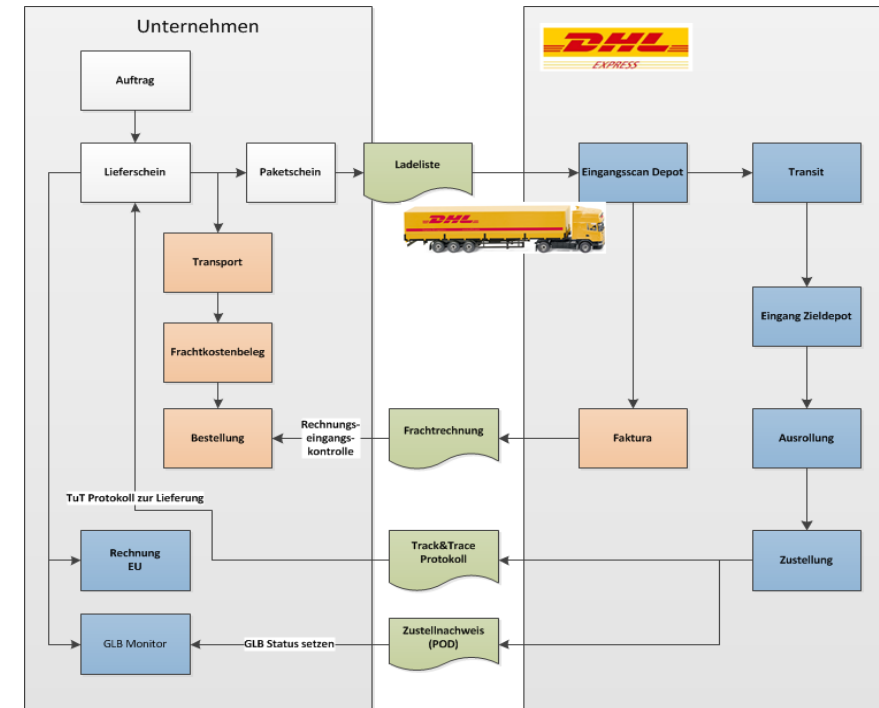 Unternehmen
DHL
EXPRESS
Auftrag
Lieferschein
Paketschein
Ladeliste
Eingangsscan Depot
Transit
DHL
Transport
Eingang Zieldepot
Frachtkostenbeleg
Bestellung
Rechnungs-
eingangs-
kontrolle
Frachtrechnung
Faktura
Ausrollung
TuT Protokoll zur Lieferung
Rechnung
EU
Track&Trace
Protokoll
Zustellung
GLB Monitor
GLB Status setzen
Zustellnachweis
(POD)